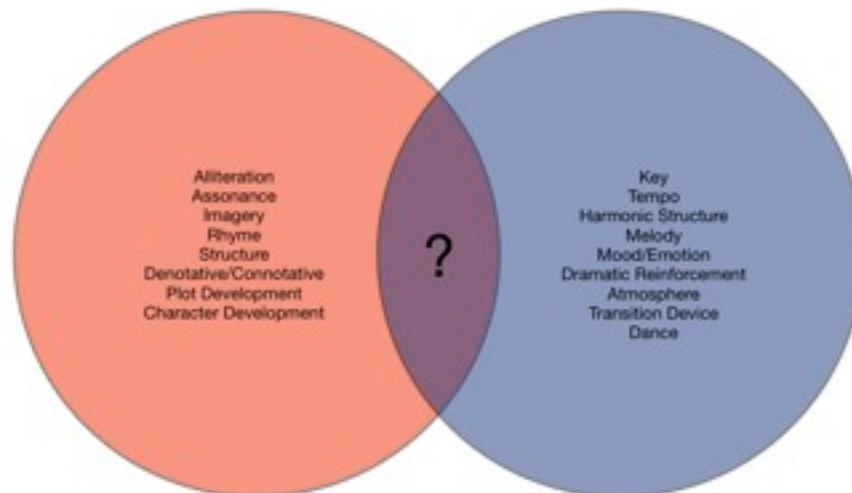 Alliteration
Assonance
Imagery
Rhyme
Structure
Denotative/Connotative
Plot Development
Character Development
?
Key
Tempo
Harmonic Structure
Melody
Mood/Emotion
Dramatic Reinforcement
Atmosphere
Transition Device
Dance